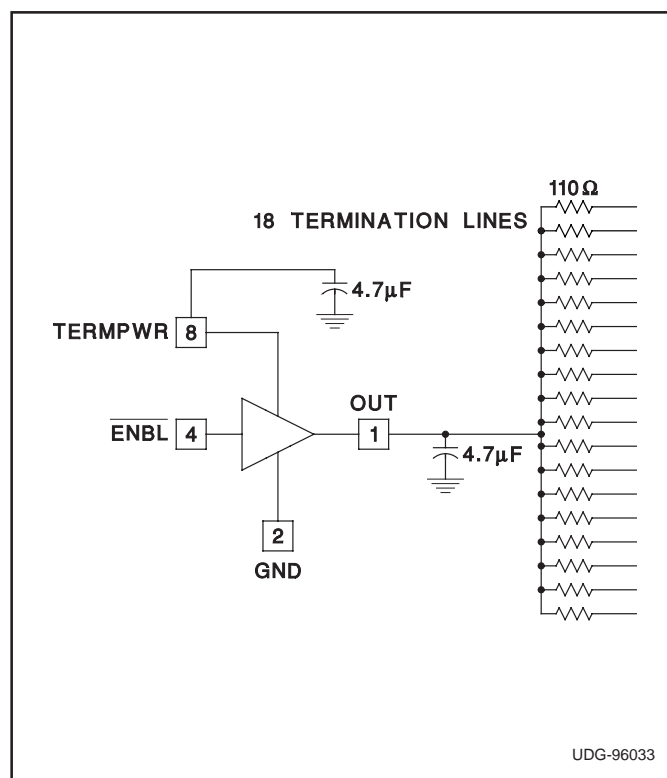 110Ω
18 TERMINATION LINES
4.7µF
TERMPWR 8
OUT
ENBL 4
1
4.7µF
2
GND
UDG-96033